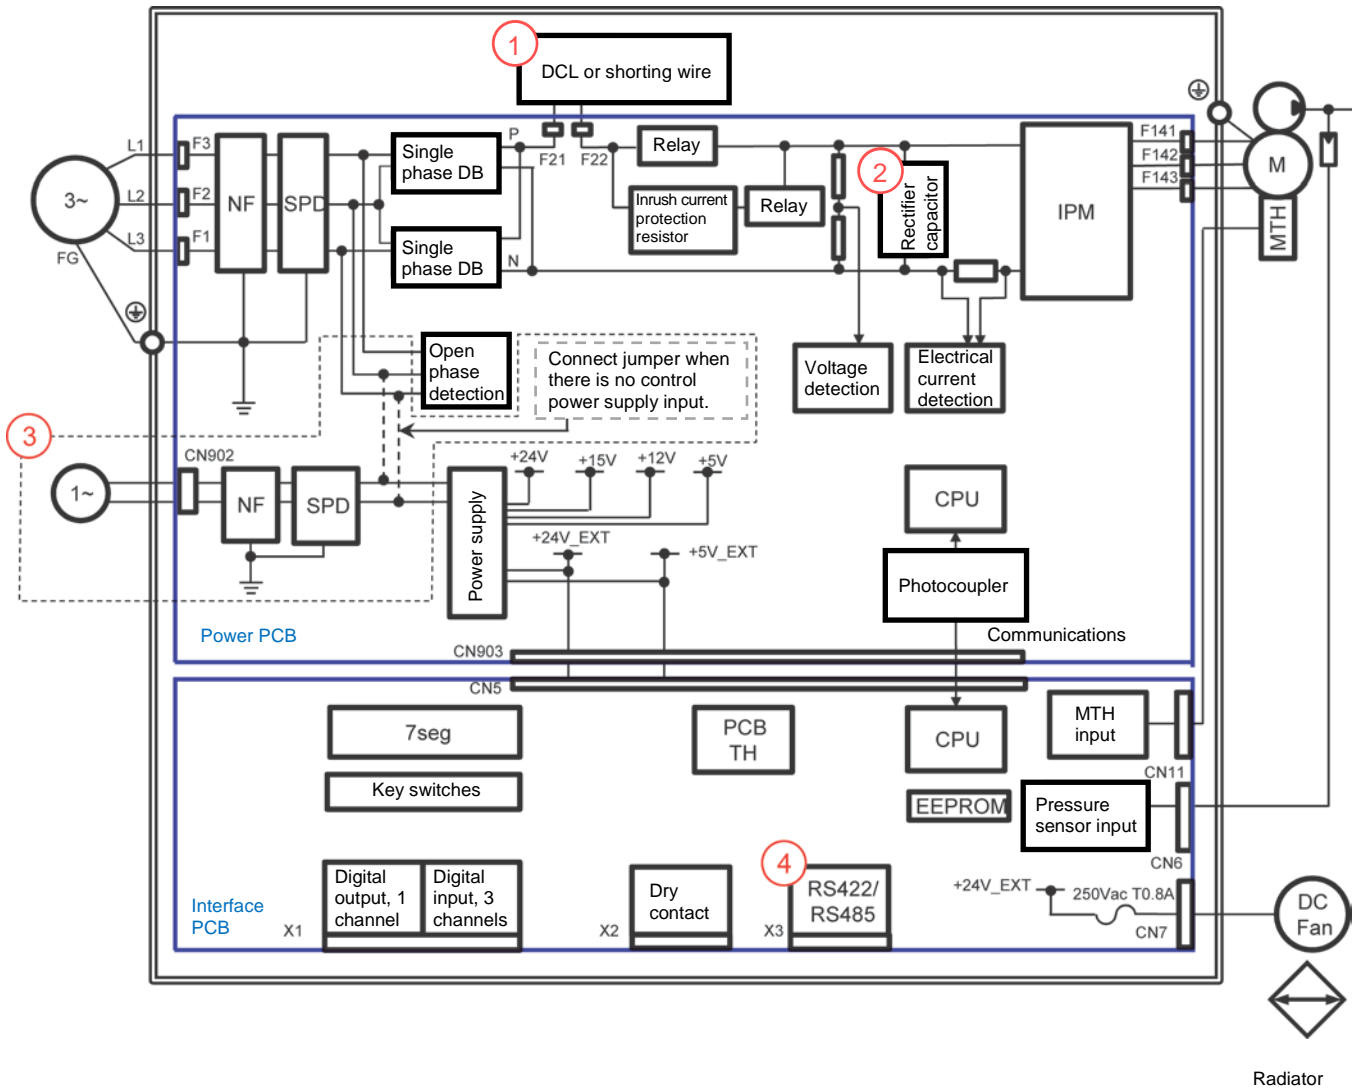 1
DCL or shorting wire
L1
F3
L2
F2
L3
F1
FG
3~
NF
SPD
Single
phase DB
P
F21
F22
Relay
Inrush current
protection
resistor
Relay
2
Rectifier
capacitor
IPM
F141
F142
F143
M
MTH
Single
phase DB
N
Open
phase
detection
Connect jumper when
there is no control
power supply input.
Voltage
detection
Electrical
current
detection
3
CN902
1~
NF
SPD
Power supply
+24V
+15V
+12V
+5V
+24V_EXT
+5V_EXT
CPU
Photocoupler
Communications
Power PCB
CN903
CN5
7seg
Key switches
PCB
TH
CPU
EEPROM
MTH
input
CN11
Pressure
sensor input
CN6
Interface
PCB
X1
Digital
output, 1
channel
Digital
input, 3
channels
X2
Dry
contact
4
X3
RS422/
RS485
+24V_EXT
250Vac T0.8A
CN7
DC
Fan
Radiator